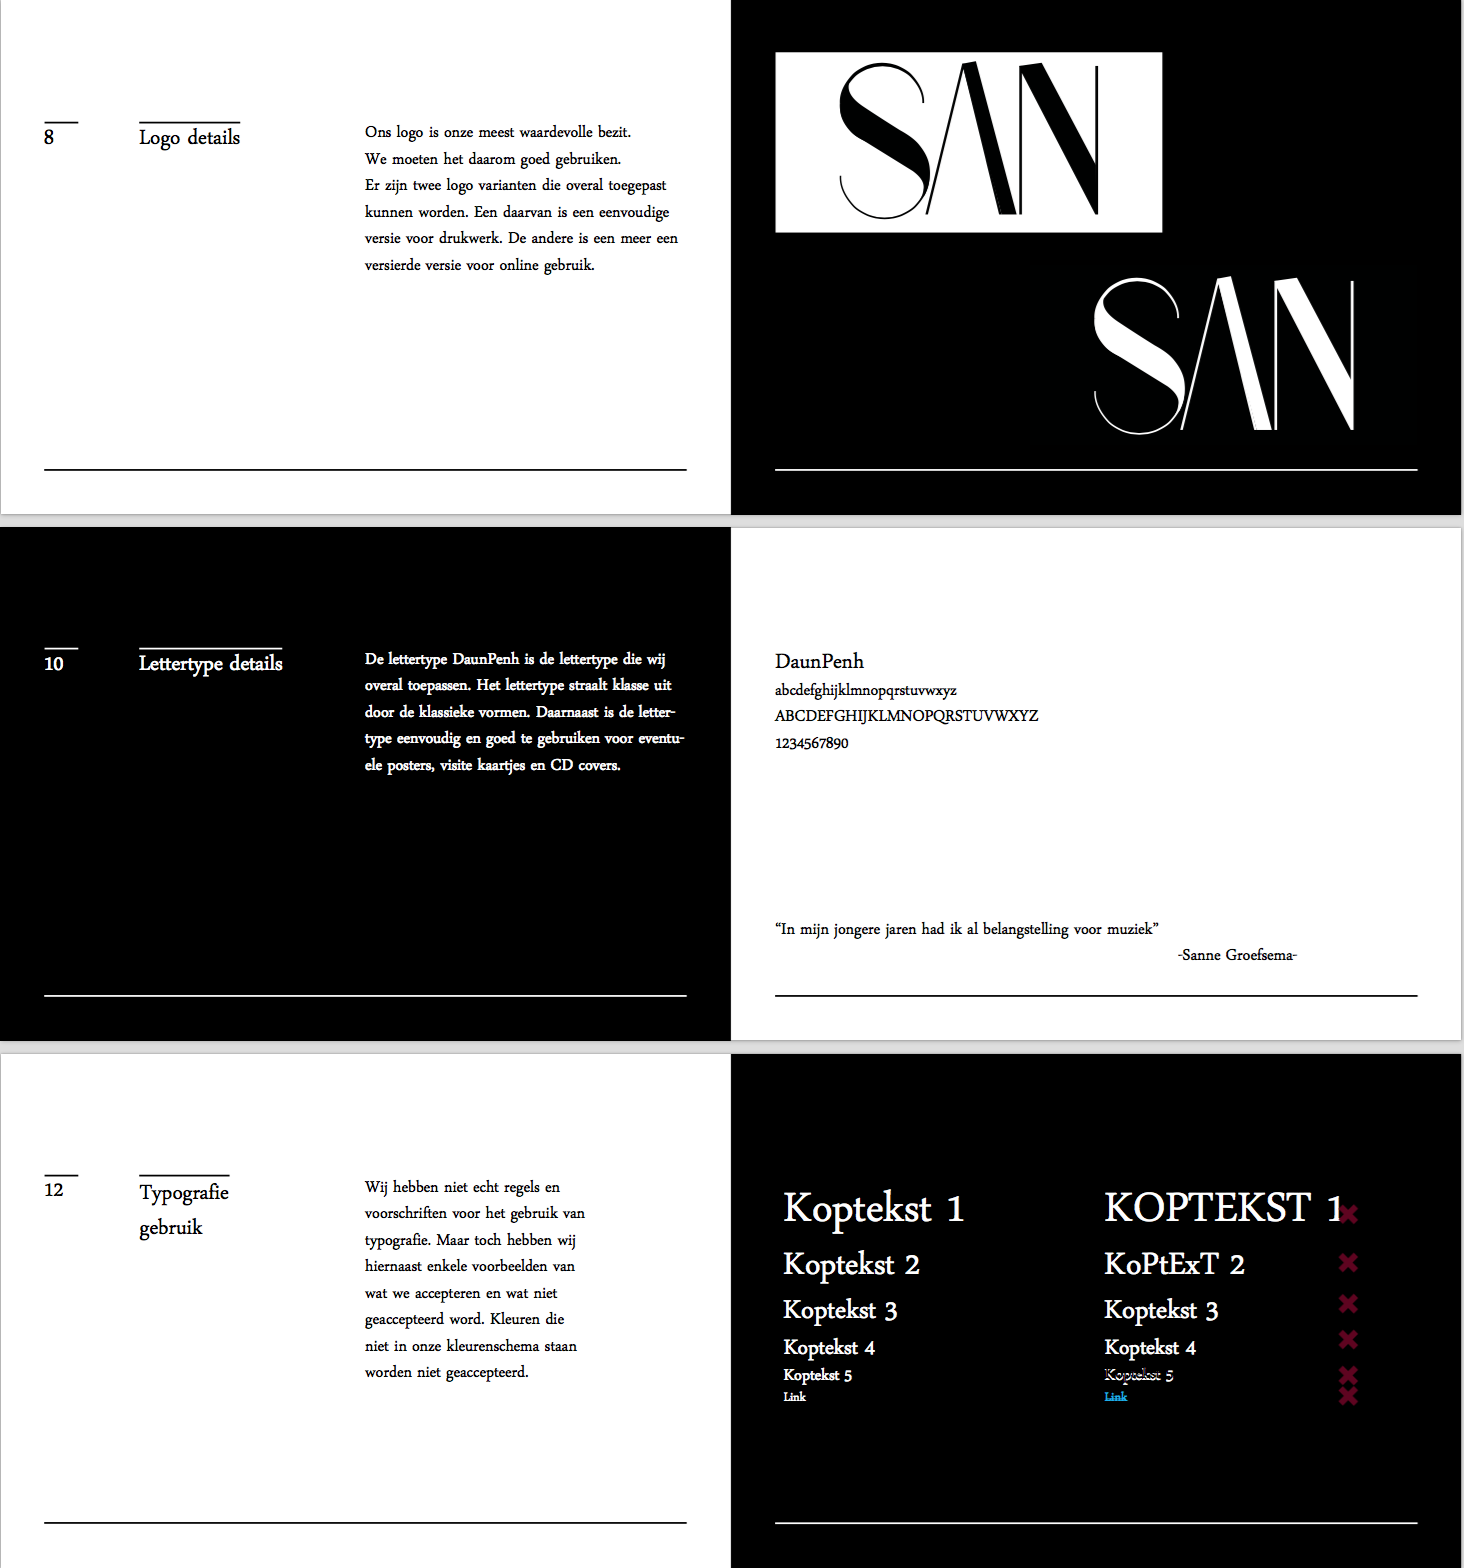 8
Logo details
Ons logo is onze meest waardevolle bezit.
We moeten het daarom goed gebruiken.
Er zijn twee logo varianten die overal toegepast
kunnen worden. Een daarvan is een eenvoudige
versie voor drukwerk. De andere is een meer een
versierde versie voor online gebruik.
SAN
SAN
10
Lettertype details
De lettertype DaunPenh is de lettertype die wij
overal toepassen. Het lettertype straalt klasse uit
door de klassieke vormen. Daarnaast is de letter-
type eenvoudig en goed te gebruiken voor eventu-
ele posters, visite kaartjes en CD covers.
DaunPenh
abcdefghijklmnopqrstuvwxyz
ABCDEFGHIJKLMNOPQRSTUVWXYZ
1234567890
“In mijn jongere jaren had ik al belangstelling voor muziek”
-Sanne Groefsema-
12
Typografie
gebruik
Wij hebben niet echt regels en
voorschriften voor het gebruik van
typografie. Maar toch hebben wij
hiernaast enkele voorbeelden van
wat we accepteren en wat niet
geaccepteerd word. Kleuren die
niet in onze kleurenschema staan
worden niet geaccepteerd.
Koptekst 1
Koptekst 2
Koptekst 3
Koptekst 4
Koptekst 5
Link
KOPTEKST 1
KoPtExT 2
Koptekst 3
Koptekst 4
Koptekst 5
Link